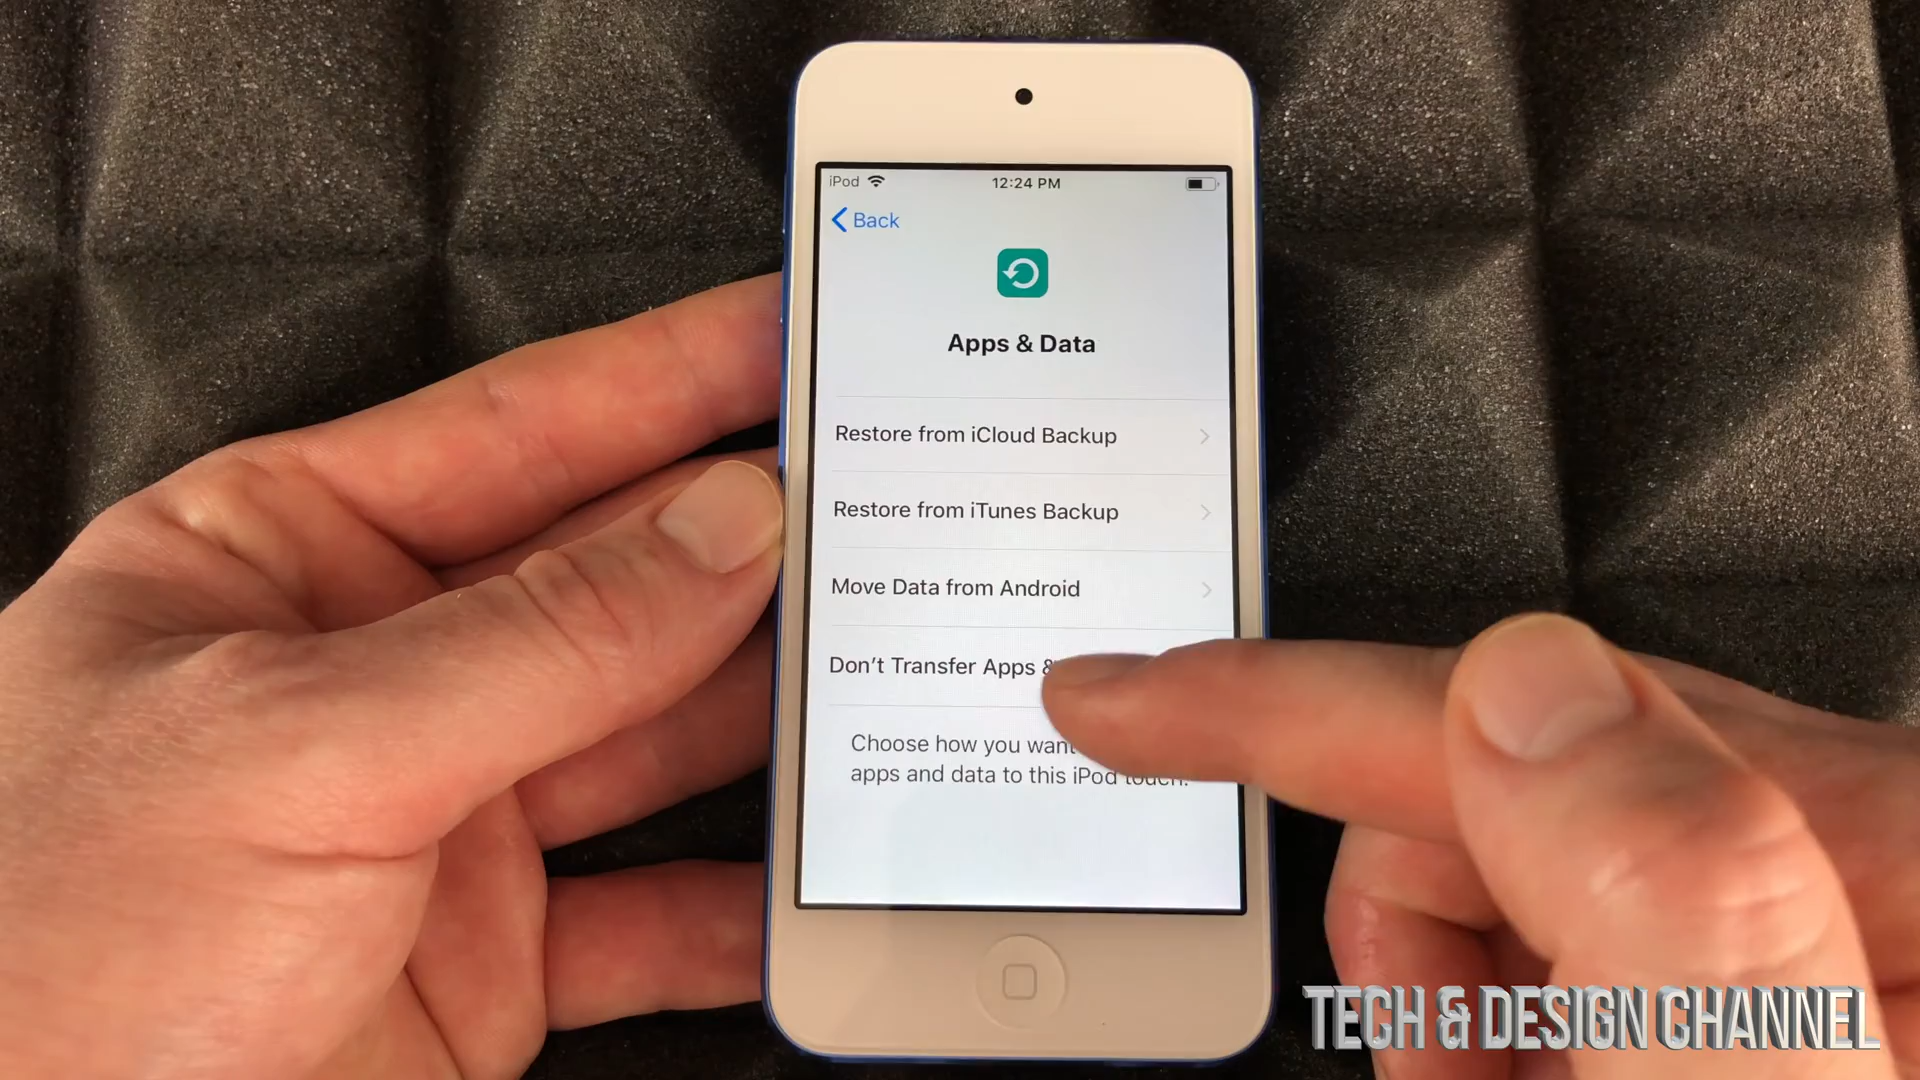 iPod 12:24 PM
Back
Apps & Data
Restore from iCloud Backup
Restore from iTunes Backup
Move Data from Android
Don't Transfer Apps &
Choose how you want
apps and data to this iPod touch.
TECH & DESIGN CHANNEL